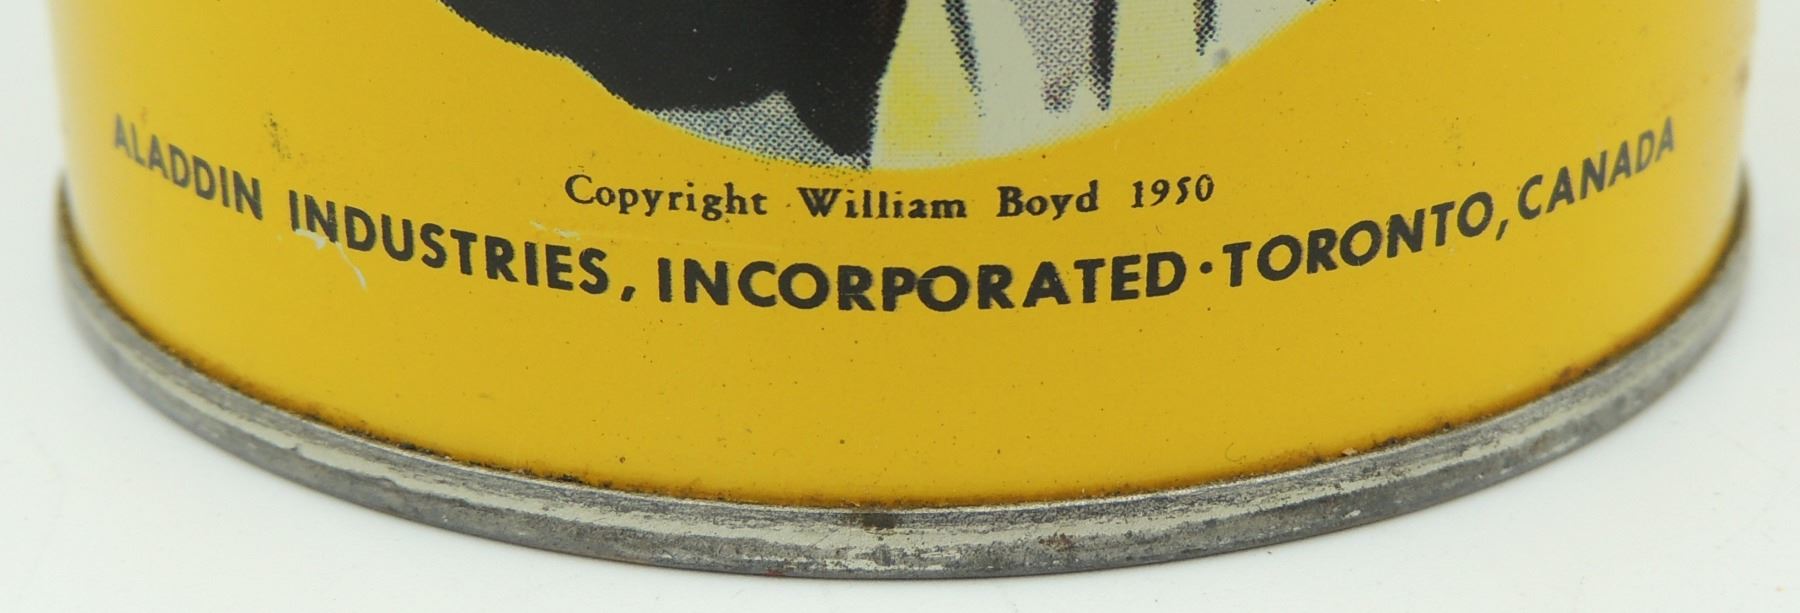 Copyright William Boyd 1950
ALADDIN INDUSTRIES, INCORPORATED · TORONTO, CANADA